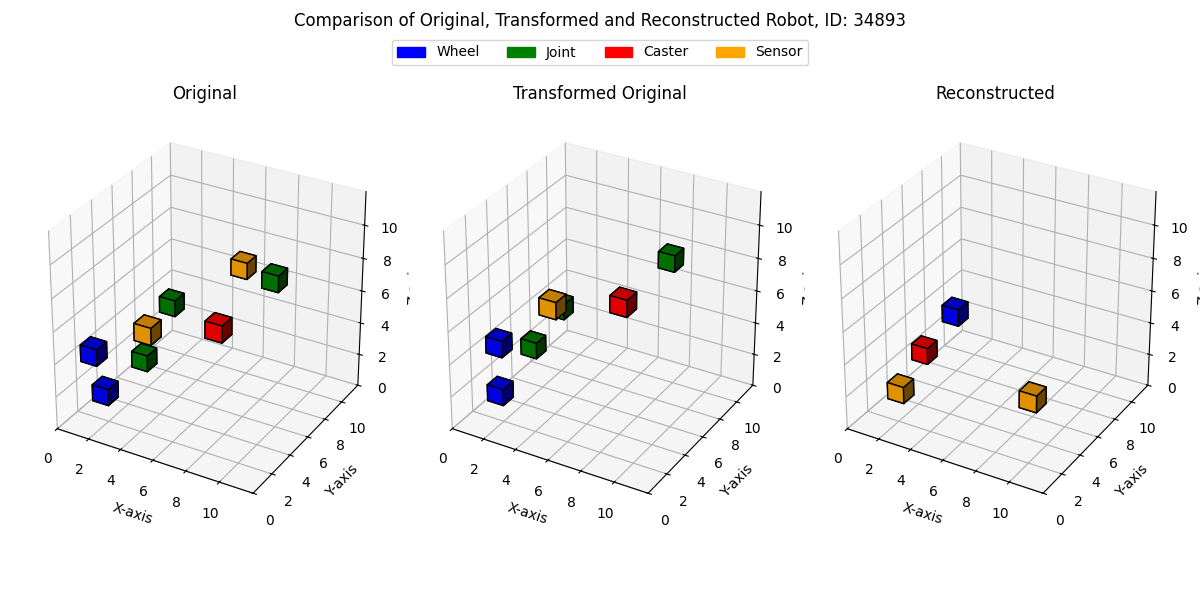 Comparison of Original, Transformed and Reconstructed Robot, ID: 34893
Wheel Joint Caster Sensor
Original
Transformed Original
Reconstructed
10
8
6
4
2
0
0 2 4 6 8 10
X-axis
0 2 4 6 8 10
Y-axis
10
8
6
4
2
0
0 2 4 6 8 10
X-axis
0 2 4 6 8 10
Y-axis
10
8
6
4
2
0
0 2 4 6 8 10
X-axis
0 2 4 6 8 10
Y-axis